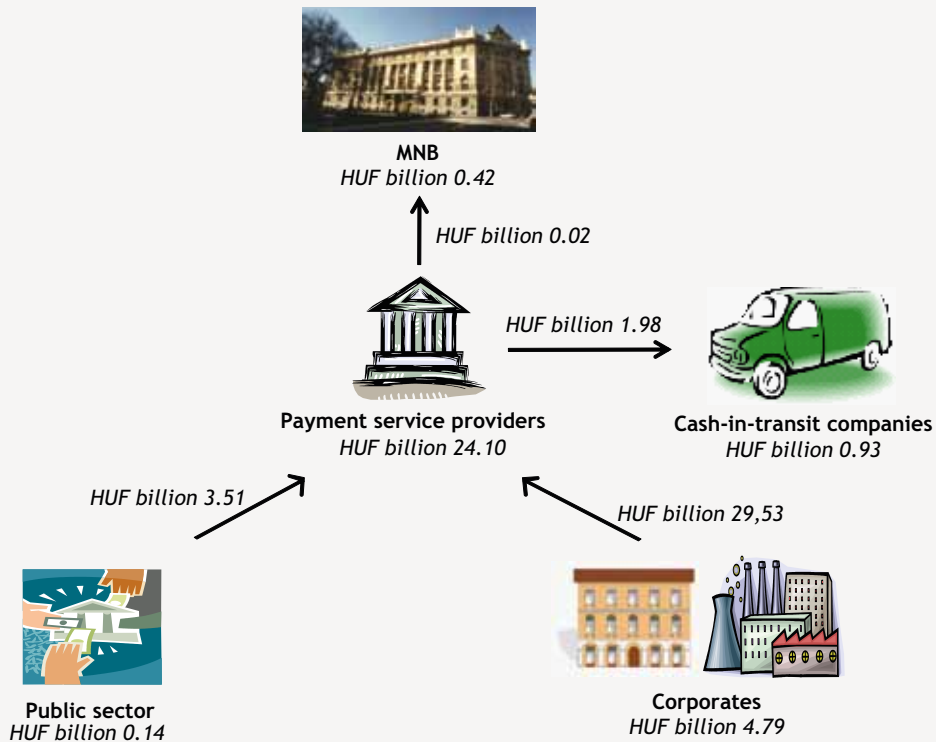 MNB
HUF billion 0.42
HUF billion 0.02
HUF billion 1.98
Payment service providers
HUF billion 24.10
Cash-in-transit companies
HUF billion 0.93
HUF billion 3.51
HUF billion 29,53
Public sector
HUF billion 0.14
Corporates
HUF billion 4.79